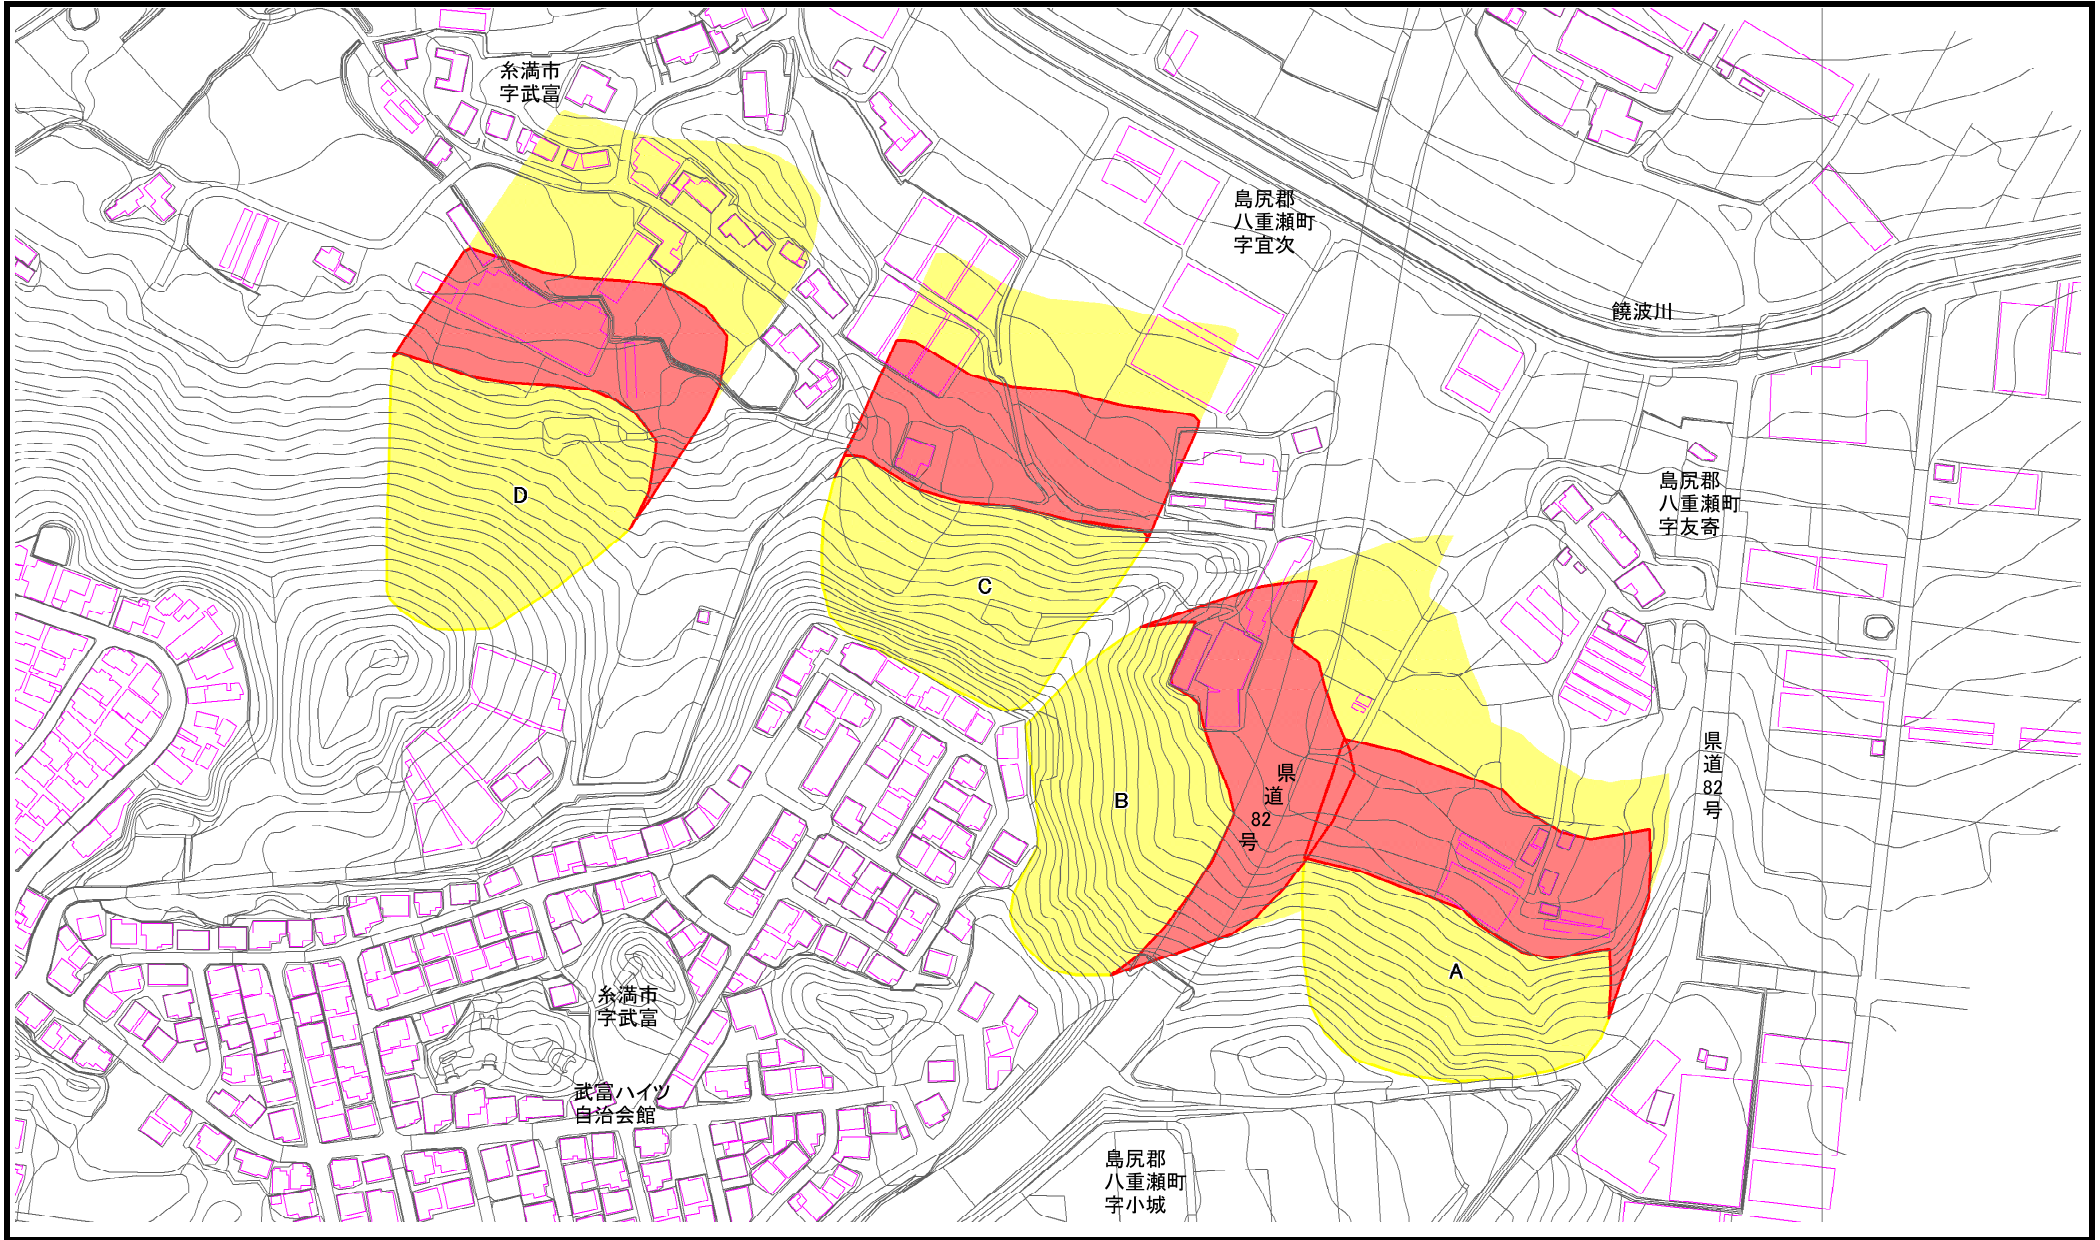 糸満市
字武富
島尻郡
八重瀬町
字宜次
饒波川
島尻郡
八重瀬町
字友寄
D
C
B
A
県
道
82
号
県
道
82
号
糸満市
字武富
武富ハイツ
自治会館
島尻郡
八重瀬町
字小城